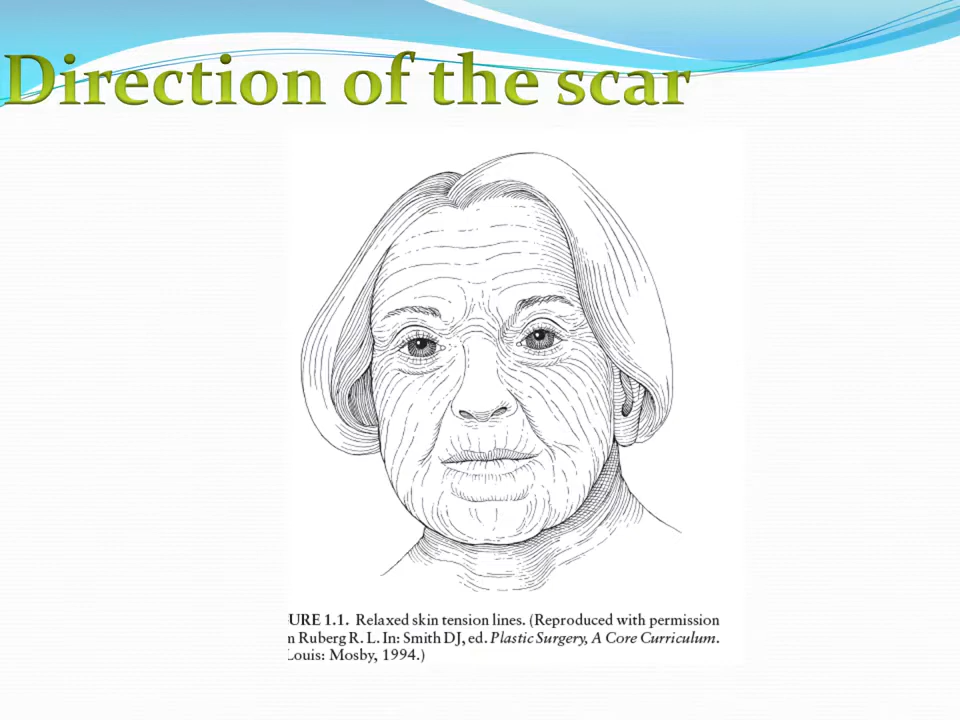 Direction of the scar
URE 1.1. Relaxed skin tension lines. (Reproduced with permission
n Ruberg R. L. In: Smith DJ, ed. Plastic Surgery, A Core Curriculum.
Louis: Mosby, 1994.)